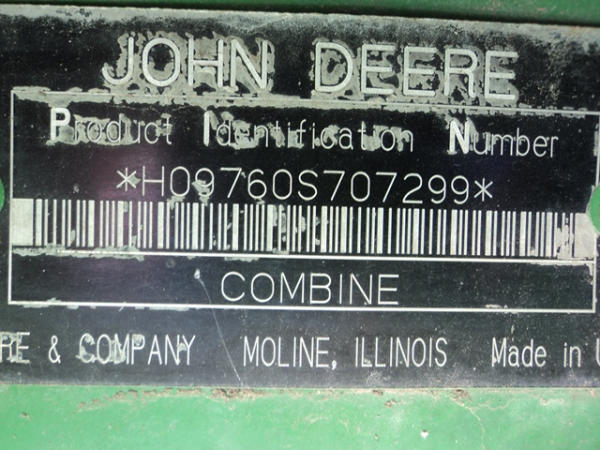 JOHN DEERE
Product Identification Number
*H09760S707299*
COMBINE
RE & COMPANY MOLINE, ILLINOIS Made in U